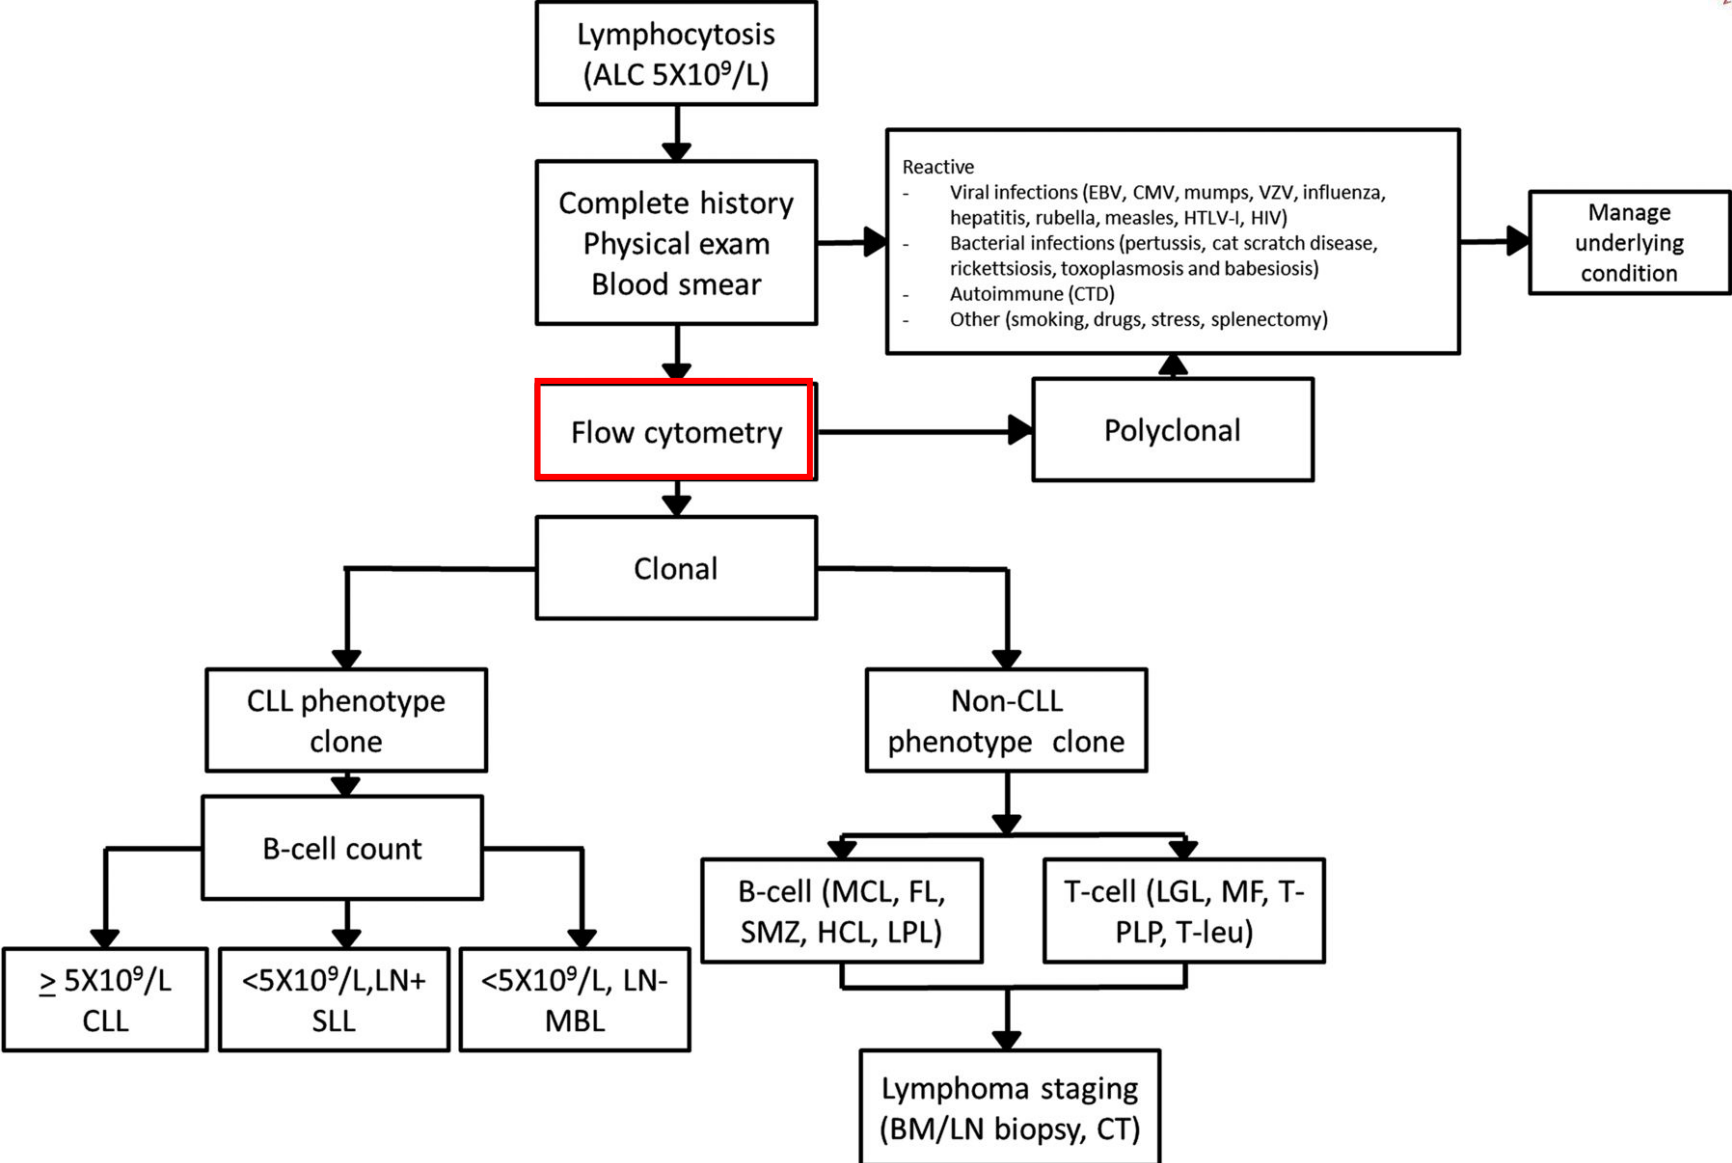 Lymphocytosis
(ALC 5X10⁹/L)
Complete history
Physical exam
Blood smear
Reactive
- Viral infections (EBV, CMV, mumps, VZV, influenza,
hepatitis, rubella, measles, HTLV-I, HIV)
- Bacterial infections (pertussis, cat scratch disease,
rickettsiosis, toxoplasmosis and babesiosis)
- Autoimmune (CTD)
- Other (smoking, drugs, stress, splenectomy)
Manage
underlying
condition
Flow cytometry
Polyclonal
Clonal
CLL phenotype
clone
Non-CLL
phenotype clone
B-cell count
B-cell (MCL, FL,
SMZ, HCL, LPL)
T-cell (LGL, MF, T-
PLP, T-leu)
≥ 5X10⁹/L
CLL
<5X10⁹/L,LN+
SLL
<5X10⁹/L, LN-
MBL
Lymphoma staging
(BM/LN biopsy, CT)